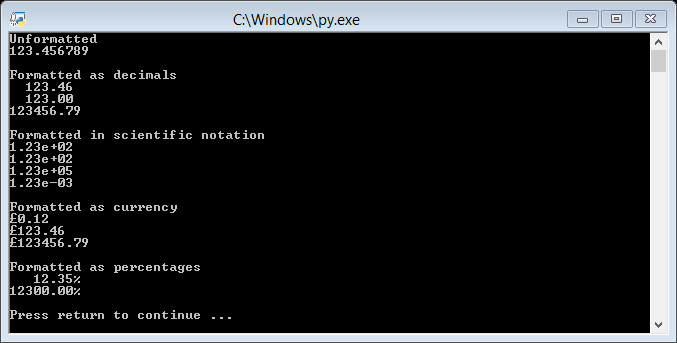 C:\Windows\py.exe
Unformatted
123.456789
Formatted as decimals
123.46
123.00
123456.79
Formatted in scientific notation
1.23e+02
1.23e+02
1.23e+05
1.23e-03
Formatted as currency
£0.12
£123.46
£123456.79
Formatted as percentages
12.35%
12300.00%
Press return to continue ...